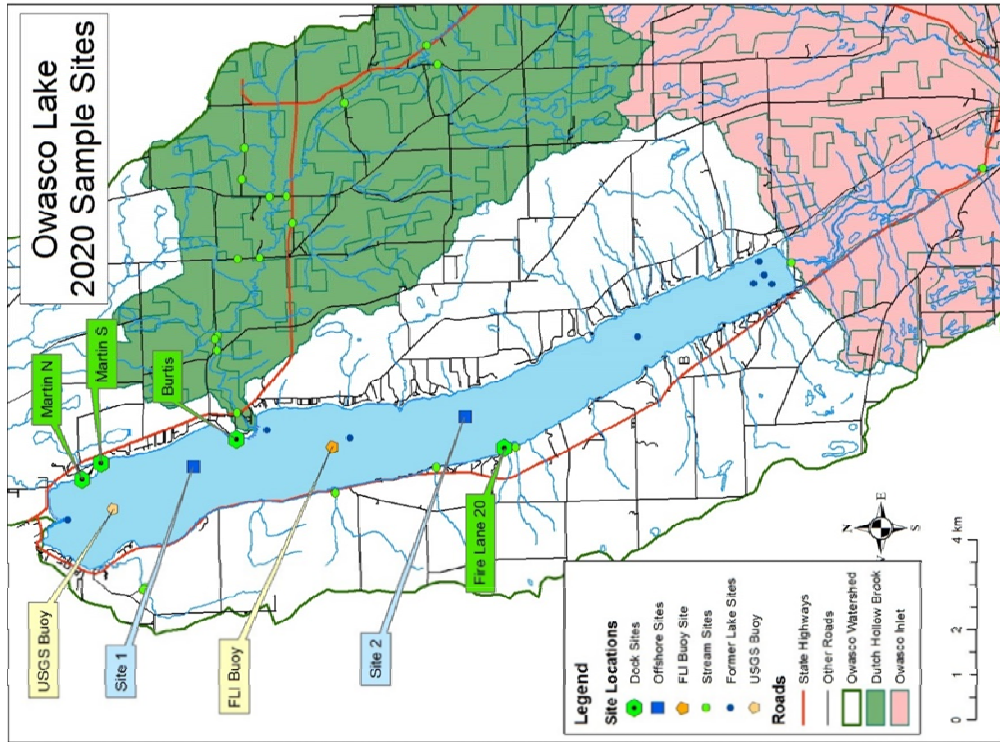 Owasco Lake
2020 Sample Sites
Martin N
Martin S
Burtis
USGS Buoy
Site 1
FLI Buoy
Site 2
Fire Lane 20
B
N
E
S
Legend
Site Locations
Dock Sites
Offshore Sites
FLI Buoy Site
Stream Sites
Former Lake Sites
USGS Buoy
Roads
State Highways
Other Roads
Owasco Watershed
Dutch Hollow Brook
Owasco Inlet
0 1 2 4 km